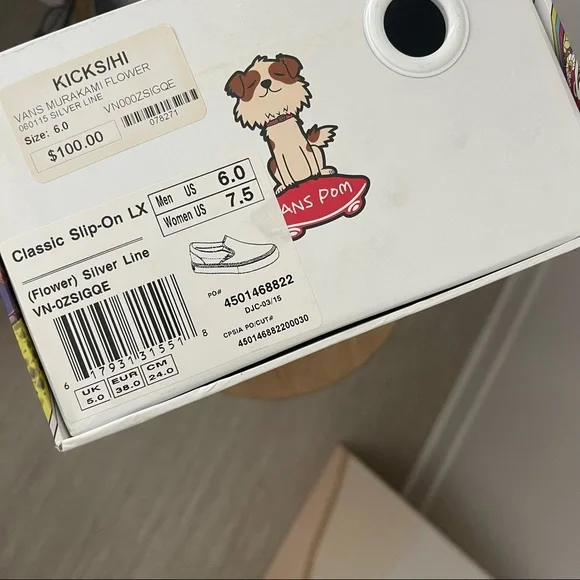 KICKS/HI
VANS MURAKAMI FLOWER
060115 SILVER LINE
VN000ZSIGQE
Size: 6.0
$100.00
078271
Classic Slip-On LX
Men US 6.0
Women US 7.5
(Flower) Silver Line
VN-0ZSIGQE
6 17931 31551 8
UK 5.0
EUR 38.0
CM 24.0
PO# 4501468822
DJC-03/15
CPSIA PO/CUT#
450146882200030
ANS POM